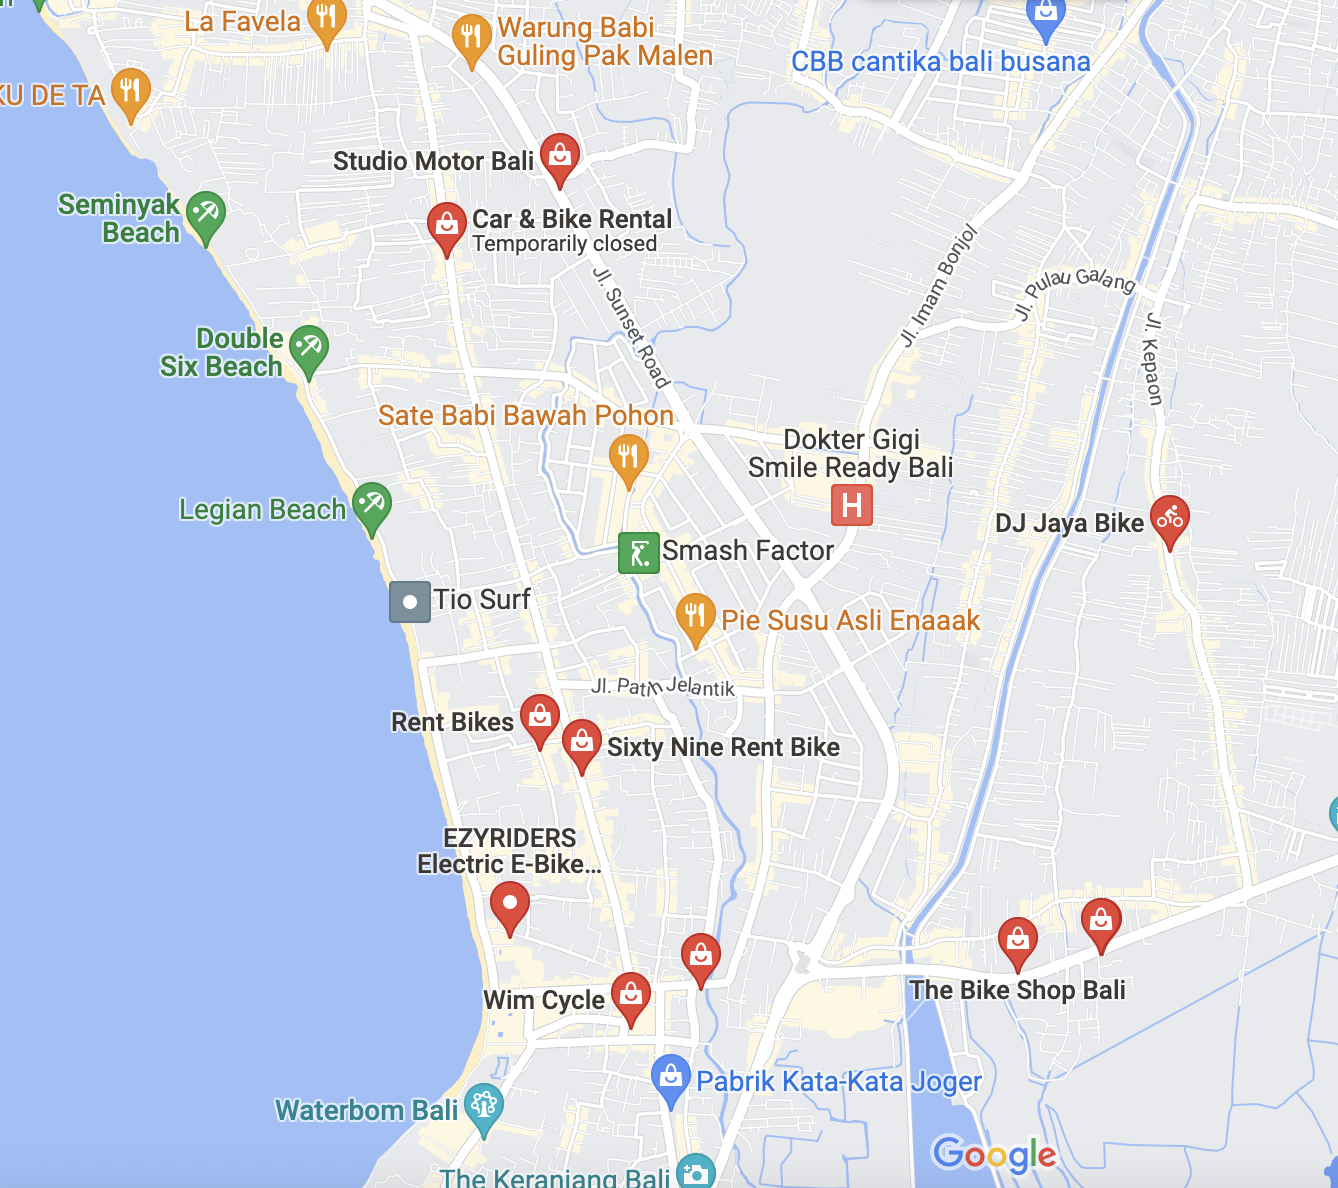 La Favela
Warung Babi
Guling Pak Malen
CBB cantika bali busana
KU DE TA
Studio Motor Bali
Seminyak
Beach
Car & Bike Rental
Temporarily closed
Jl. Sunset Road
Jl. Imam Bonjol
Jl. Pulau Galang
Jl. Kepaon
Double
Six Beach
Sate Babi Bawah Pohon
Dokter Gigi
Smile Ready Bali
H
Legian Beach
DJ Jaya Bike
Smash Factor
Tio Surf
Pie Susu Asli Enaaak
Jl. Patih Jelantik
Rent Bikes
Sixty Nine Rent Bike
EZYRIDERS
Electric E-Bike...
Wim Cycle
The Bike Shop Bali
Pabrik Kata-Kata Joger
Waterbom Bali
Google
The Keranjang Bali